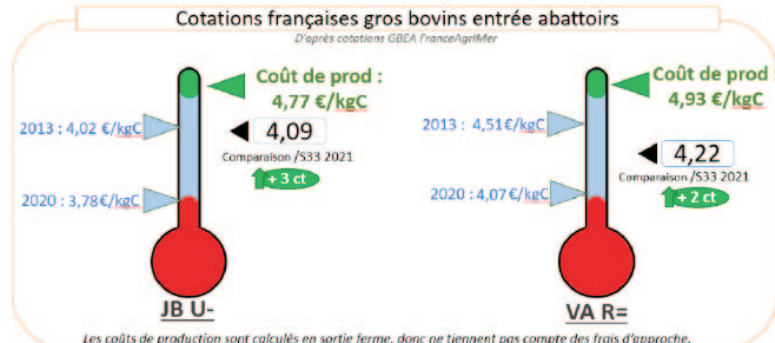 Cotations françaises gros bovins entrée abattoirs
D'après cotations GBEA FranceAgriMer
Coût de prod :
4,77 €/kgC
2013 : 4,02 €/kgC
4,09
Comparaison /S33 2021
+ 3 ct
2020 : 3,78€/kgC
JB U-
Coût de prod :
4,93 €/kgC
2013 : 4,51€/kgC
4,22
Comparaison /S33 2021
+ 2 ct
2020 : 4,07€/kgC
VA R=
Les coûts de production sont calculés en sortie ferme, donc ne tiennent pas compte des frais d'approche.